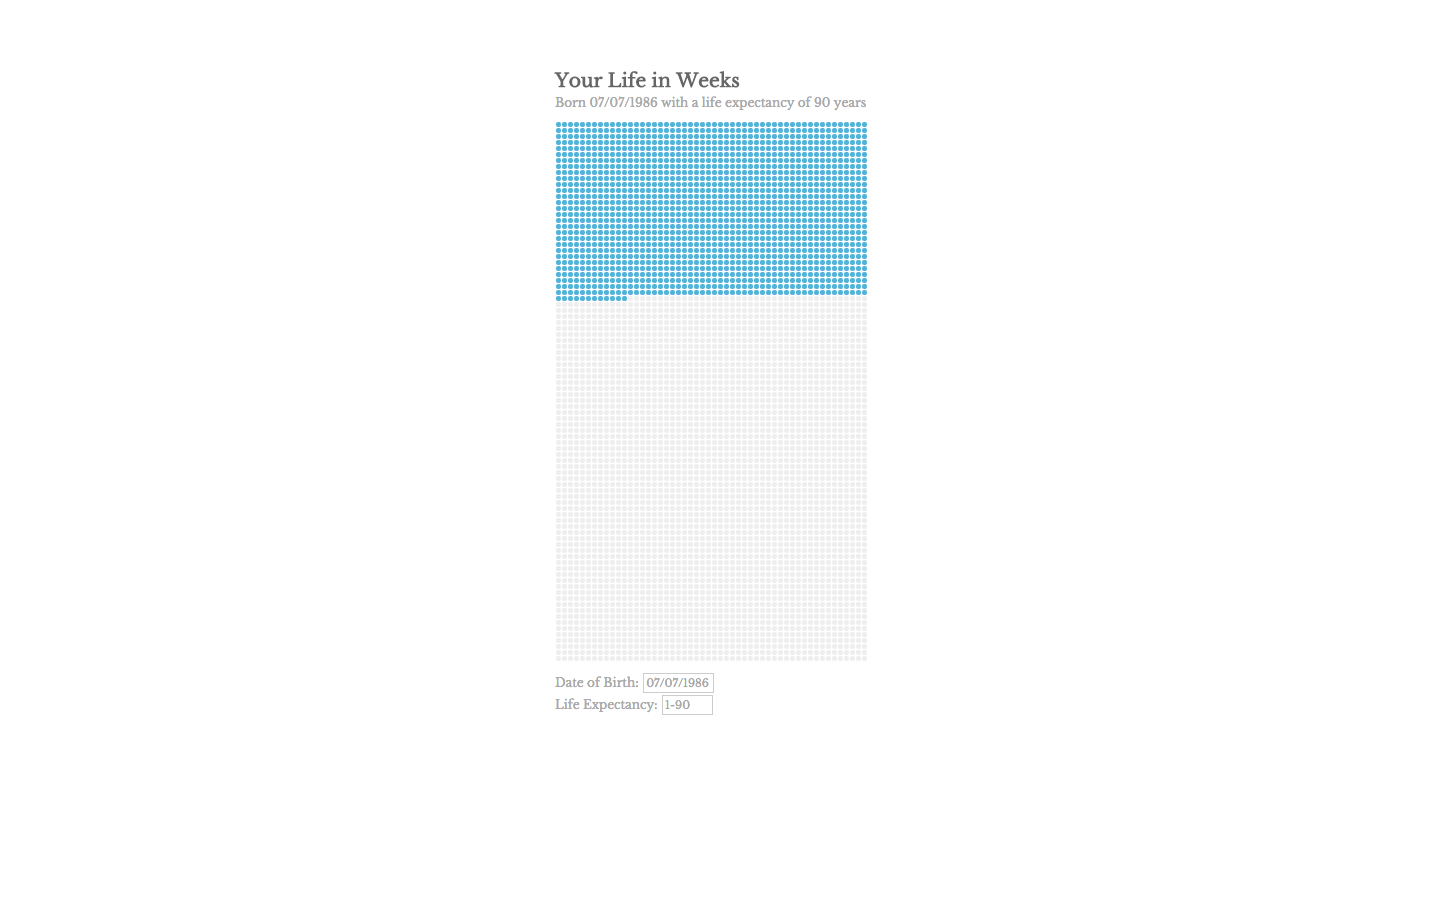 Your Life in Weeks
Born 07/07/1986 with a life expectancy of 90 years
Date of Birth: 07/07/1986
Life Expectancy: 1-90